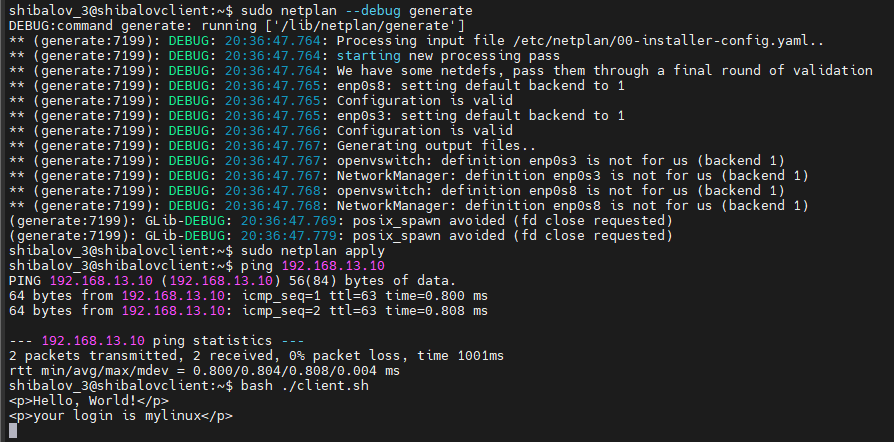 shibalov_3@shibalovclient:~$ sudo netplan --debug generate
DEBUG:command generate: running ['/lib/netplan/generate']
** (generate:7199): DEBUG: 20:36:47.764: Processing input file /etc/netplan/00-installer-config.yaml..
** (generate:7199): DEBUG: 20:36:47.764: starting new processing pass
** (generate:7199): DEBUG: 20:36:47.764: We have some netdefs, pass them through a final round of validation
** (generate:7199): DEBUG: 20:36:47.765: enp0s8: setting default backend to 1
** (generate:7199): DEBUG: 20:36:47.765: Configuration is valid
** (generate:7199): DEBUG: 20:36:47.765: enp0s3: setting default backend to 1
** (generate:7199): DEBUG: 20:36:47.766: Configuration is valid
** (generate:7199): DEBUG: 20:36:47.767: Generating output files..
** (generate:7199): DEBUG: 20:36:47.767: openvswitch: definition enp0s3 is not for us (backend 1)
** (generate:7199): DEBUG: 20:36:47.767: NetworkManager: definition enp0s3 is not for us (backend 1)
** (generate:7199): DEBUG: 20:36:47.768: openvswitch: definition enp0s8 is not for us (backend 1)
** (generate:7199): DEBUG: 20:36:47.768: NetworkManager: definition enp0s8 is not for us (backend 1)
(generate:7199): GLib-DEBUG: 20:36:47.769: posix_spawn avoided (fd close requested)
(generate:7199): GLib-DEBUG: 20:36:47.779: posix_spawn avoided (fd close requested)
shibalov_3@shibalovclient:~$ sudo netplan apply
shibalov_3@shibalovclient:~$ ping 192.168.13.10
PING 192.168.13.10 (192.168.13.10) 56(84) bytes of data.
64 bytes from 192.168.13.10: icmp_seq=1 ttl=63 time=0.800 ms
64 bytes from 192.168.13.10: icmp_seq=2 ttl=63 time=0.808 ms
--- 192.168.13.10 ping statistics ---
2 packets transmitted, 2 received, 0% packet loss, time 1001ms
rtt min/avg/max/mdev = 0.800/0.804/0.808/0.004 ms
shibalov_3@shibalovclient:~$ bash ./client.sh
<p>Hello, World!</p>
<p>your login is mylinux</p>